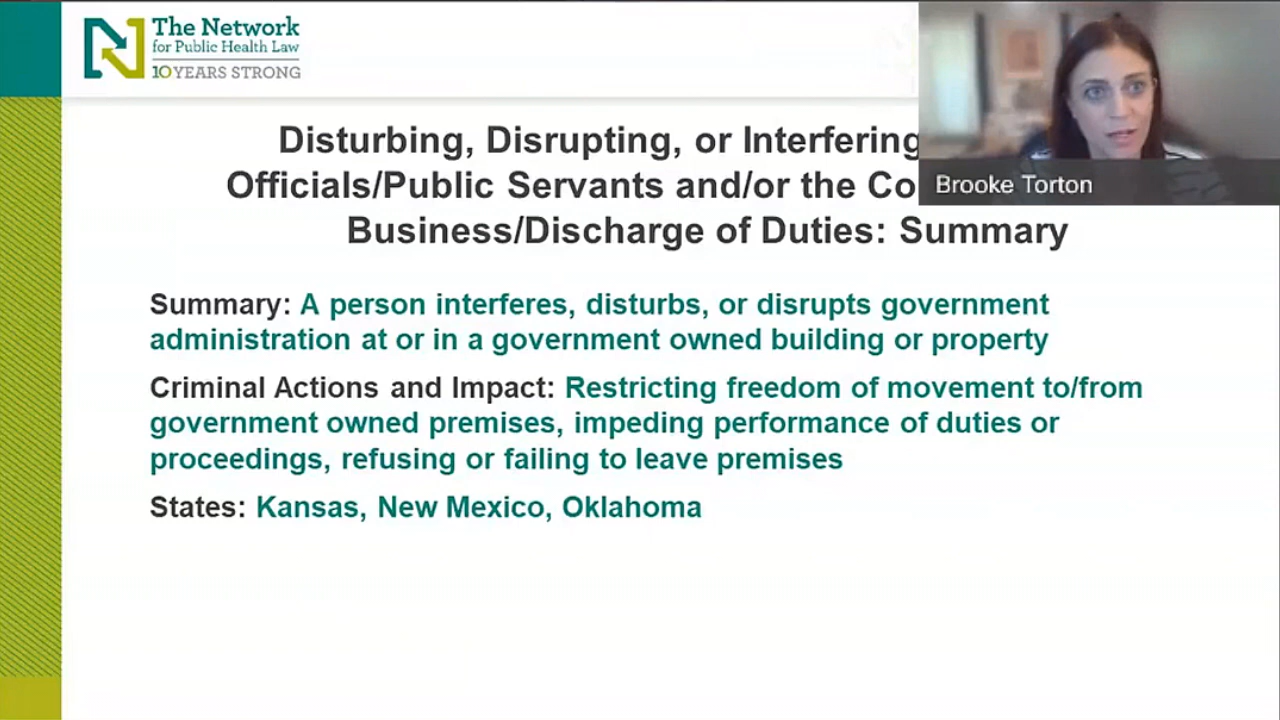 The Network
for Public Health Law
10 YEARS STRONG
Disturbing, Disrupting, or Interfering
Officials/Public Servants and/or the Co
Business/Discharge of Duties: Summary
Brooke Torton
Summary: A person interferes, disturbs, or disrupts government
administration at or in a government owned building or property
Criminal Actions and Impact: Restricting freedom of movement to/from
government owned premises, impeding performance of duties or
proceedings, refusing or failing to leave premises
States: Kansas, New Mexico, Oklahoma